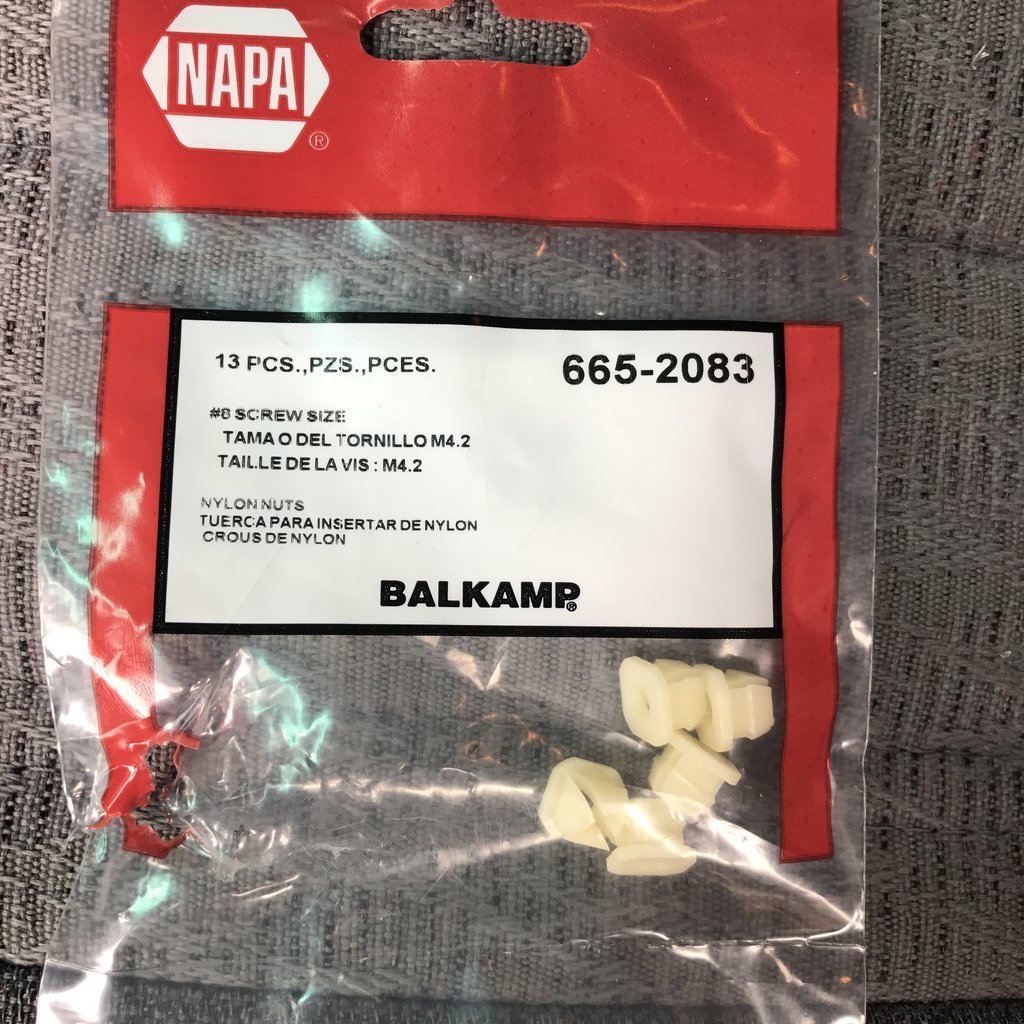 NAPA
®
13 PCS.,PZS.,PCES.
665-2083
#8 SCREW SIZE
TAMA O DEL TORNILLO M4.2
TAILLE DE LA VIS : M4.2
NYLON NUTS
TUERCA PARA INSERTAR DE NYLON
CROUS DE NYLON
BALKAMP®